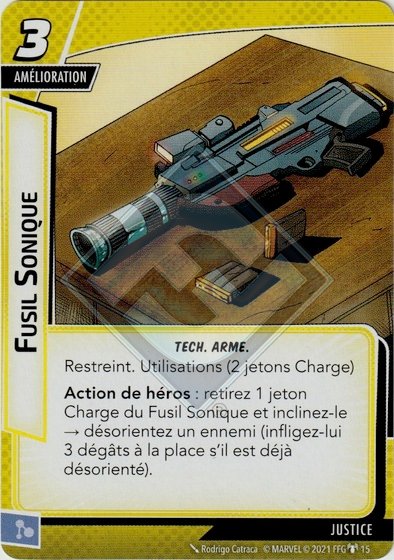 3
AMÉLIORATION
FUSIL SONIQUE
TECH. ARME.
Restreint. Utilisations (2 jetons Charge)
Action de héros : retirez 1 jeton
Charge du Fusil Sonique et inclinez-le
→ désorientez un ennemi (infligez-lui
3 dégâts à la place s’il est déjà
désorienté).
Rodrigo Catraca © MARVEL © 2021 FFG 15
JUSTICE